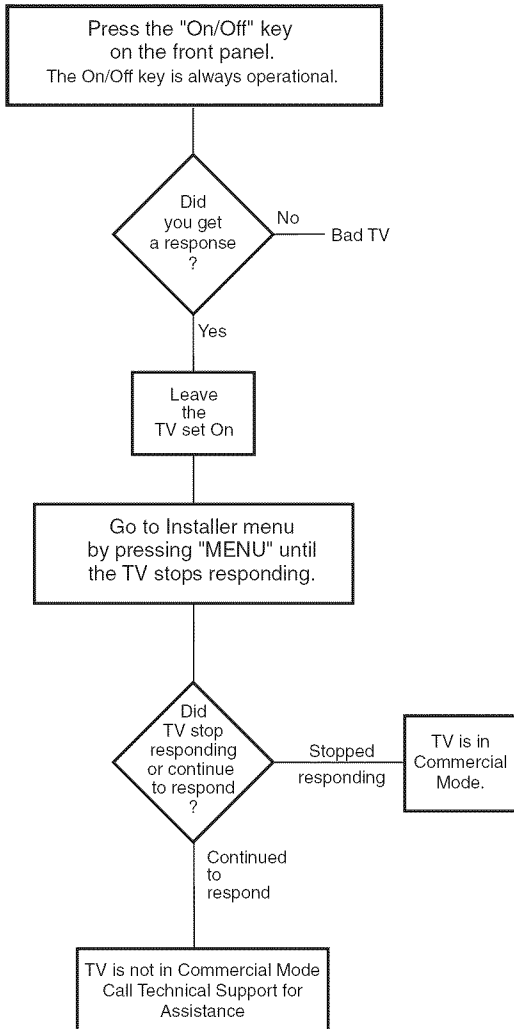 Press the "On/Off" key
on the front panel.
The On/Off key is always operational.
Did
you get
a response
?
No
Bad TV
Yes
Leave
the
TV set On
Go to Installer menu
by pressing "MENU" until
the TV stops responding.
Did
TV stop
responding
or continue
to respond
?
Stopped
responding
TV is in
Commercial
Mode.
Continued
to
respond
TV is not in Commercial Mode
Call Technical Support for
Assistance